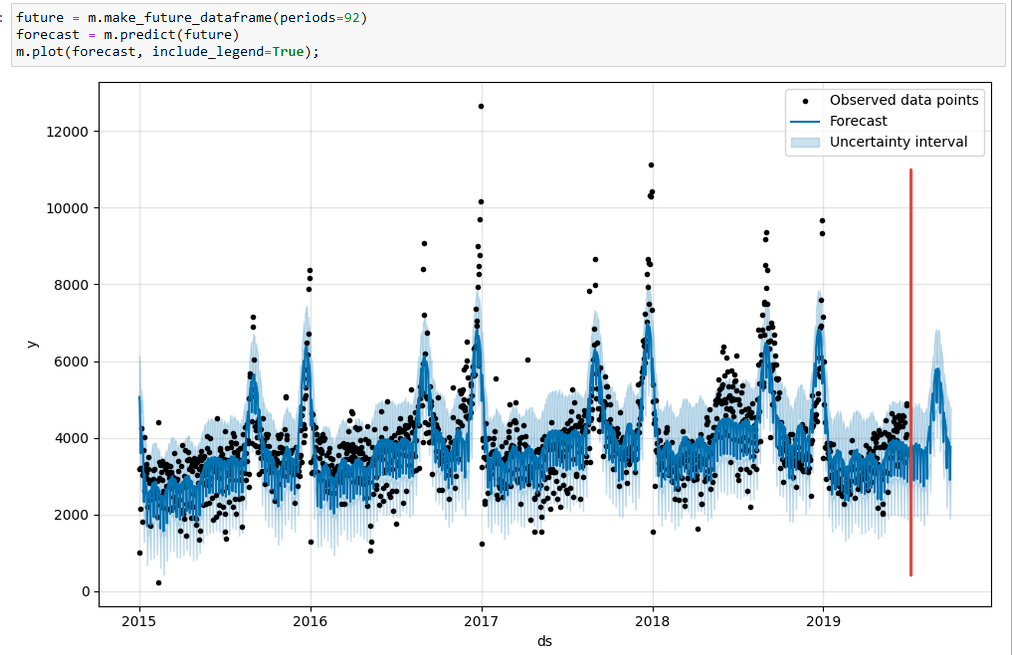 :
future = m.make_future_dataframe(periods=92)
forecast = m.predict(future)
m.plot(forecast, include_legend=True);
Observed data points
Forecast
Uncertainty interval
12000
10000
8000
6000
4000
2000
0
y
2015
2016
2017
2018
2019
ds